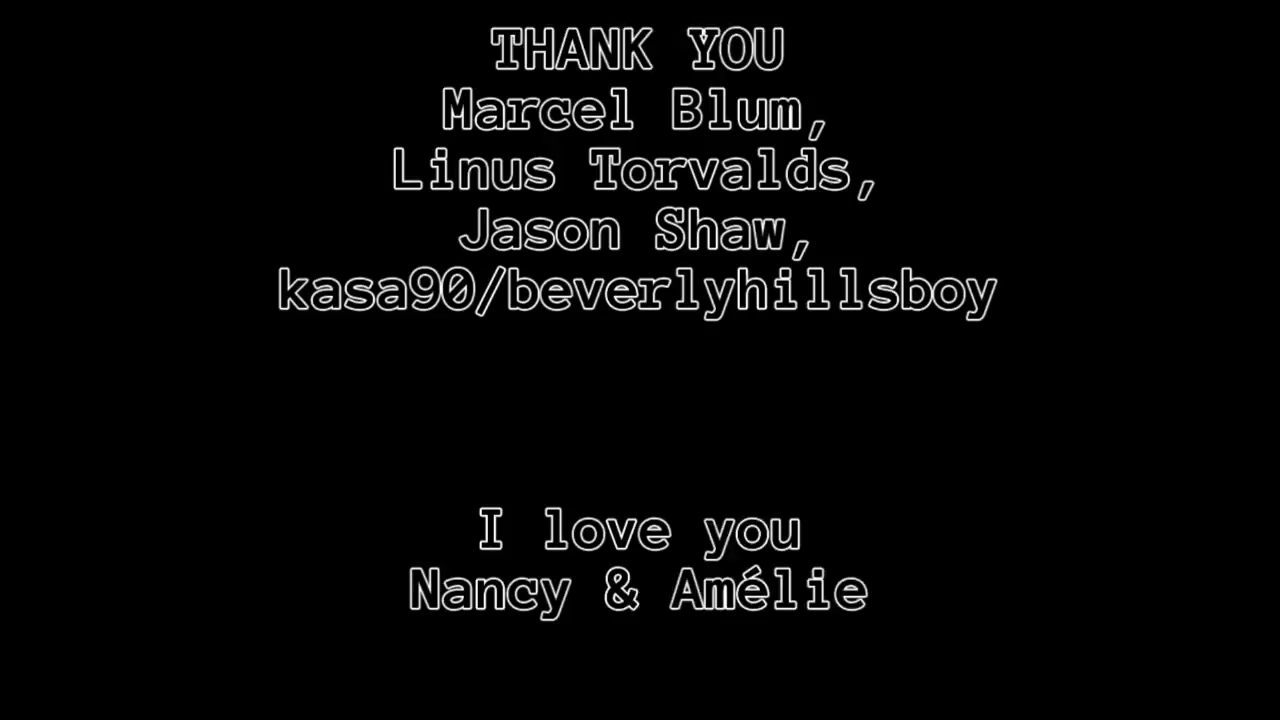 THANK YOU
Marcel Blum,
Linus Torvalds,
Jason Shaw,
kasa90/beverlyhillsboy
I love you
Nancy & Amélie